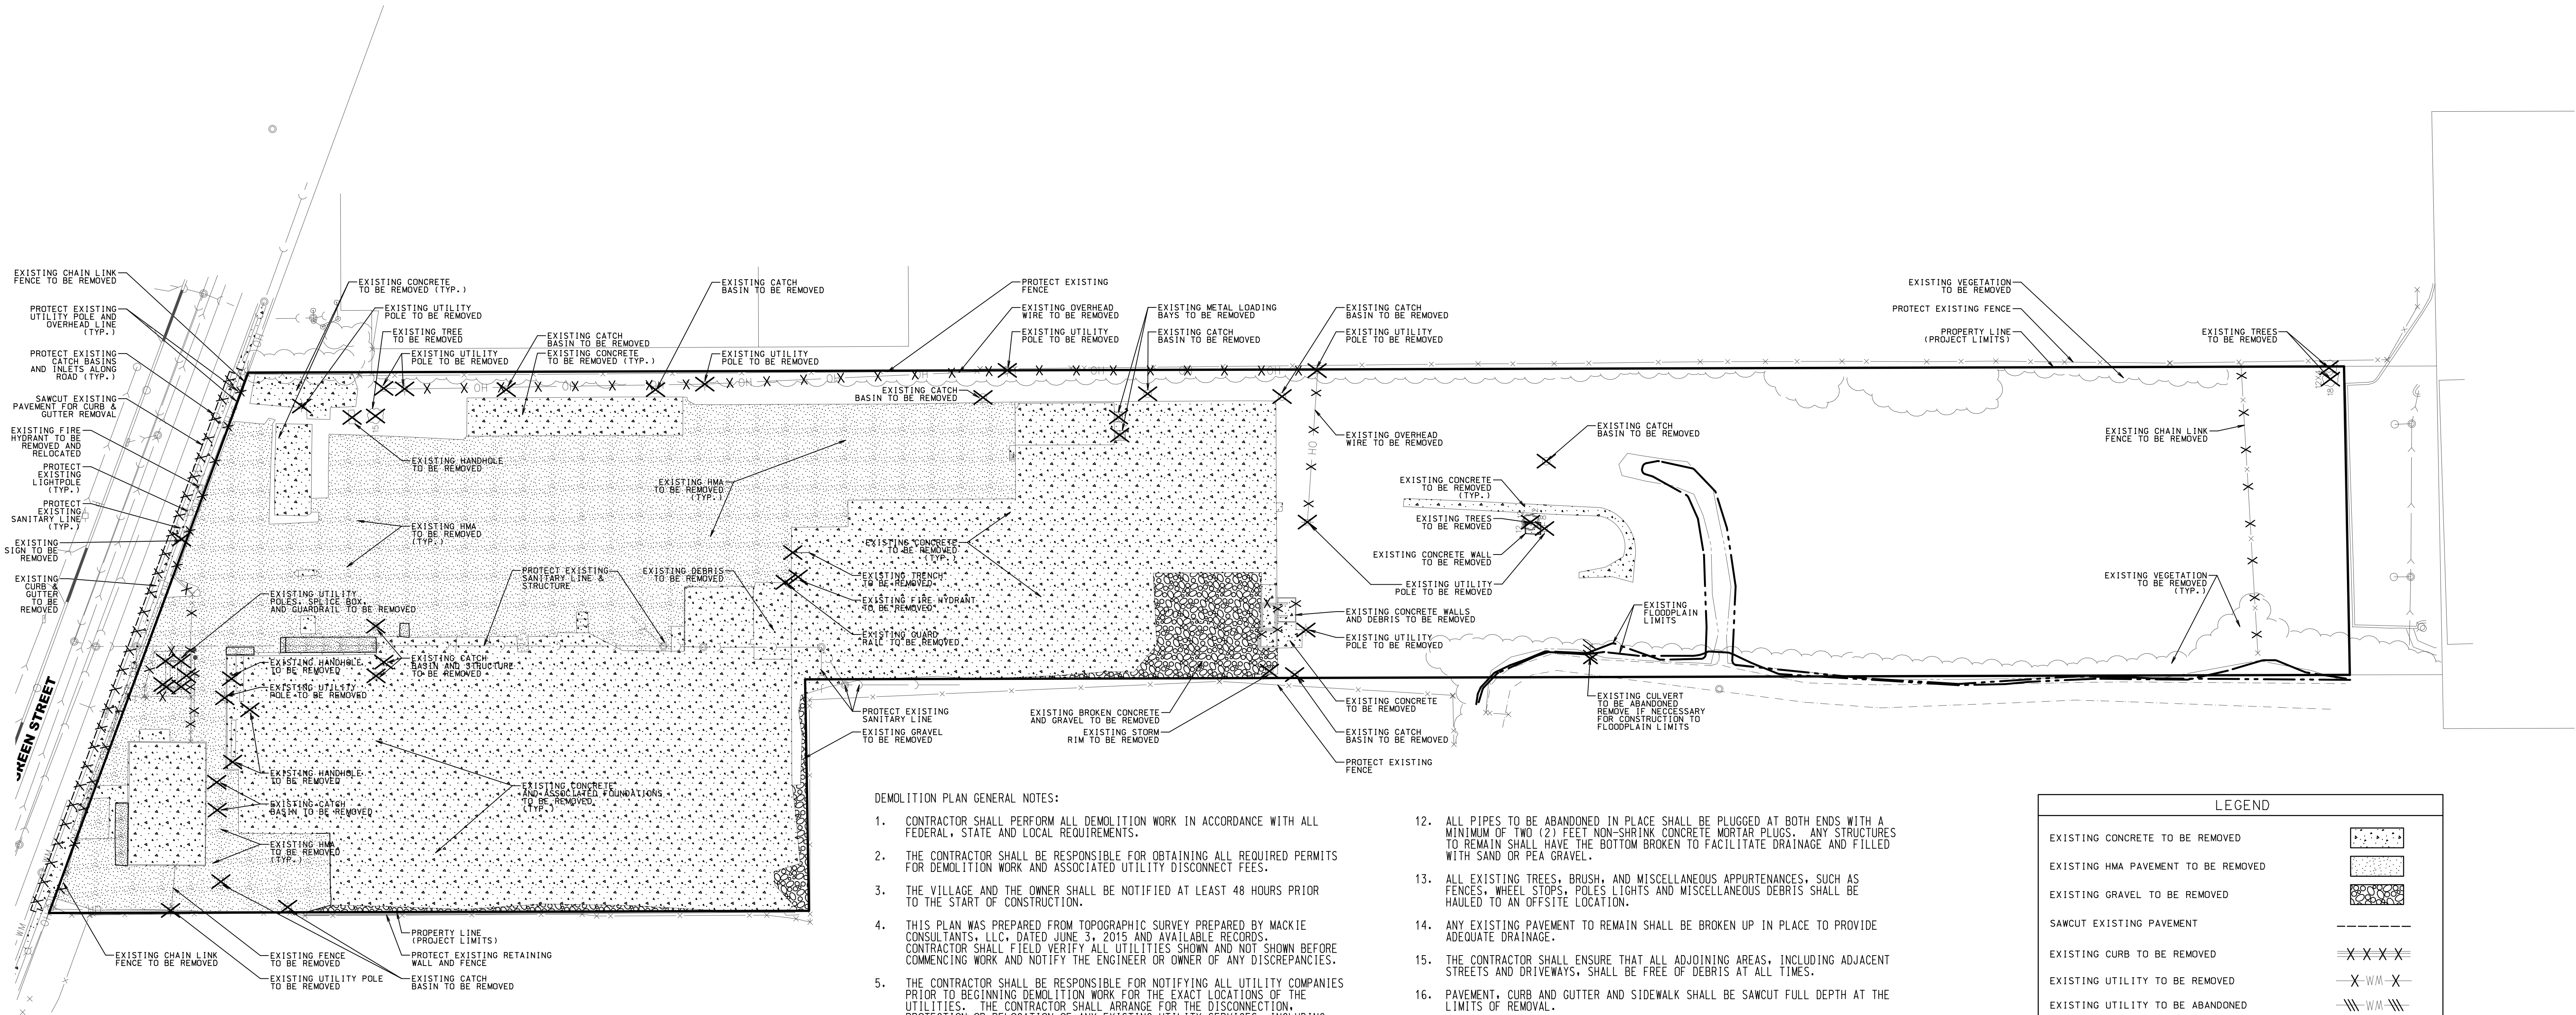 EXISTING CHAIN LINK
FENCE TO BE REMOVED
PROTECT EXISTING
UTILITY POLE AND
OVERHEAD LINE
(TYP.)
PROTECT EXISTING
CATCH BASINS
AND INLETS ALONG
ROAD (TYP.)
SAWCUT EXISTING
PAVEMENT FOR CURB &
GUTTER REMOVAL
EXISTING FIRE
HYDRANT TO BE
REMOVED AND
RELOCATED
PROTECT
EXISTING
LIGHTPOLE
(TYP.)
PROTECT
EXISTING
SANITARY LINE
(TYP.)
EXISTING
SIGN TO BE
REMOVED
EXISTING
CURB &
GUTTER
TO BE
REMOVED
GREEN STREET
EXISTING CONCRETE
TO BE REMOVED (TYP.)
EXISTING UTILITY
POLE TO BE REMOVED
EXISTING TREE
TO BE REMOVED
EXISTING UTILITY
POLE TO BE REMOVED
EXISTING CATCH
BASIN TO BE REMOVED
EXISTING CONCRETE
TO BE REMOVED (TYP.)
EXISTING CATCH
BASIN TO BE REMOVED
EXISTING UTILITY
POLE TO BE REMOVED
EXISTING CATCH
BASIN TO BE REMOVED
PROTECT EXISTING
FENCE
EXISTING OVERHEAD
WIRE TO BE REMOVED
EXISTING UTILITY
POLE TO BE REMOVED
EXISTING METAL LOADING
BAYS TO BE REMOVED
EXISTING CATCH
BASIN TO BE REMOVED
EXISTING CATCH
BASIN TO BE REMOVED
EXISTING UTILITY
POLE TO BE REMOVED
EXISTING OVERHEAD
WIRE TO BE REMOVED
EXISTING VEGETATION
TO BE REMOVED
PROTECT EXISTING FENCE
PROPERTY LINE
(PROJECT LIMITS)
EXISTING TREES
TO BE REMOVED
EXISTING CHAIN LINK
FENCE TO BE REMOVED
EXISTING CATCH
BASIN TO BE REMOVED
EXISTING CONCRETE
TO BE REMOVED
(TYP.)
EXISTING TREES
TO BE REMOVED
EXISTING CONCRETE WALL
TO BE REMOVED
EXISTING UTILITY
POLE TO BE REMOVED
EXISTING VEGETATION
TO BE REMOVED
(TYP.)
EXISTING
FLOODPLAIN
LIMITS
EXISTING HANDHOLE
TO BE REMOVED
EXISTING HMA
TO BE REMOVED
(TYP.)
EXISTING HMA
TO BE REMOVED
(TYP.)
EXISTING CONCRETE
TO BE REMOVED
(TYP.)
PROTECT EXISTING
SANITARY LINE &
STRUCTURE
EXISTING DEBRIS
TO BE REMOVED
EXISTING TRENCH
TO BE REMOVED
EXISTING FIRE HYDRANT
TO BE REMOVED
EXISTING GUARD
RAIL TO BE REMOVED
EXISTING UTILITY
POLES, SPLICE BOX,
AND GUARDRAIL TO BE REMOVED
EXISTING CONCRETE WALLS
AND DEBRIS TO BE REMOVED
EXISTING UTILITY
POLE TO BE REMOVED
EXISTING HANDHOLE
TO BE REMOVED
EXISTING CATCH
BASIN AND STRUCTURE
TO BE REMOVED
EXISTING UTILITY
POLE TO BE REMOVED
PROTECT EXISTING
SANITARY LINE
EXISTING GRAVEL
TO BE REMOVED
EXISTING BROKEN CONCRETE
AND GRAVEL TO BE REMOVED
EXISTING STORM
RIM TO BE REMOVED
EXISTING CONCRETE
TO BE REMOVED
EXISTING CATCH
BASIN TO BE REMOVED
PROTECT EXISTING
FENCE
EXISTING CULVERT
TO BE ABANDONED
REMOVE IF NECCESSARY
FOR CONSTRUCTION TO
FLOODPLAIN LIMITS
EXISTING HANDHOLE
TO BE REMOVED
EXISTING CATCH
BASIN TO BE REMOVED
EXISTING CONCRETE
AND ASSOCIATED FOUNDATIONS
TO BE REMOVED
(TYP.)
EXISTING HMA
TO BE REMOVED
(TYP.)
PROPERTY LINE
(PROJECT LIMITS)
PROTECT EXISTING RETAINING
WALL AND FENCE
EXISTING CHAIN LINK
FENCE TO BE REMOVED
EXISTING FENCE
TO BE REMOVED
EXISTING UTILITY POLE
TO BE REMOVED
EXISTING CATCH
BASIN TO BE REMOVED
DEMOLITION PLAN GENERAL NOTES:
1. CONTRACTOR SHALL PERFORM ALL DEMOLITION WORK IN ACCORDANCE WITH ALL
FEDERAL, STATE AND LOCAL REQUIREMENTS.
2. THE CONTRACTOR SHALL BE RESPONSIBLE FOR OBTAINING ALL REQUIRED PERMITS
FOR DEMOLITION WORK AND ASSOCIATED UTILITY DISCONNECT FEES.
3. THE VILLAGE AND THE OWNER SHALL BE NOTIFIED AT LEAST 48 HOURS PRIOR
TO THE START OF CONSTRUCTION.
4. THIS PLAN WAS PREPARED FROM TOPOGRAPHIC SURVEY PREPARED BY MACKIE
CONSULTANTS, LLC, DATED JUNE 3, 2015 AND AVAILABLE RECORDS.
CONTRACTOR SHALL FIELD VERIFY ALL UTILITIES SHOWN AND NOT SHOWN BEFORE
COMMENCING WORK AND NOTIFY THE ENGINEER OR OWNER OF ANY DISCREPANCIES.
5. THE CONTRACTOR SHALL BE RESPONSIBLE FOR NOTIFYING ALL UTILITY COMPANIES
PRIOR TO BEGINNING DEMOLITION WORK FOR THE EXACT LOCATIONS OF THE
UTILITIES. THE CONTRACTOR SHALL ARRANGE FOR THE DISCONNECTION,
PROTECTION OR RELOCATION OF ANY EXISTING UTILITY SERVICES, INCLUDING
12. ALL PIPES TO BE ABANDONED IN PLACE SHALL BE PLUGGED AT BOTH ENDS WITH A
MINIMUM OF TWO (2) FEET NON-SHRINK CONCRETE MORTAR PLUGS. ANY STRUCTURES
TO REMAIN SHALL HAVE THE BOTTOM BROKEN TO FACILITATE DRAINAGE AND FILLED
WITH SAND OR PEA GRAVEL.
13. ALL EXISTING TREES, BRUSH, AND MISCELLANEOUS APPURTENANCES, SUCH AS
FENCES, WHEEL STOPS, POLES LIGHTS AND MISCELLANEOUS DEBRIS SHALL BE
HAULED TO AN OFFSITE LOCATION.
14. ANY EXISTING PAVEMENT TO REMAIN SHALL BE BROKEN UP IN PLACE TO PROVIDE
ADEQUATE DRAINAGE.
15. THE CONTRACTOR SHALL ENSURE THAT ALL ADJOINING AREAS, INCLUDING ADJACENT
STREETS AND DRIVEWAYS, SHALL BE FREE OF DEBRIS AT ALL TIMES.
16. PAVEMENT, CURB AND GUTTER AND SIDEWALK SHALL BE SAWCUT FULL DEPTH AT THE
LIMITS OF REMOVAL.
LEGEND
EXISTING CONCRETE TO BE REMOVED
EXISTING HMA PAVEMENT TO BE REMOVED
EXISTING GRAVEL TO BE REMOVED
SAWCUT EXISTING PAVEMENT
EXISTING CURB TO BE REMOVED
EXISTING UTILITY TO BE REMOVED
WM
EXISTING UTILITY TO BE ABANDONED
WM